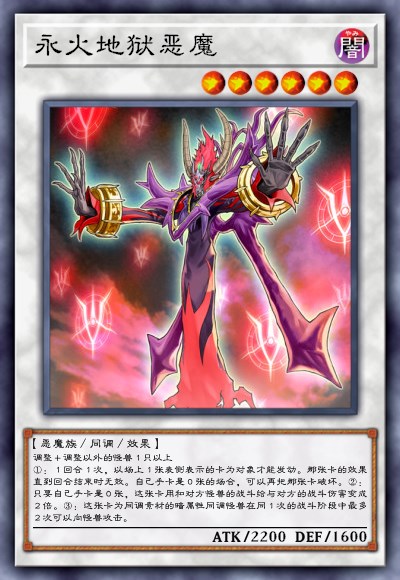 永火地狱恶魔
やみ
闇
【恶魔族／同调／效果】
调整＋调整以外的怪兽1只以上
①：1回合1次，以场上1张表侧表示的卡为对象才能发动。那张卡的效果
直到回合结束时无效。自己手卡是0张的场合，可以再把那张卡破坏。②：
只要自己手卡是0张，这张卡用和对方怪兽的战斗给与对方的战斗伤害变成
2倍。③：这张卡为同调素材的暗属性同调怪兽在同1次的战斗阶段中最多
2次可以向怪兽攻击。
ATK/2200 DEF/1600